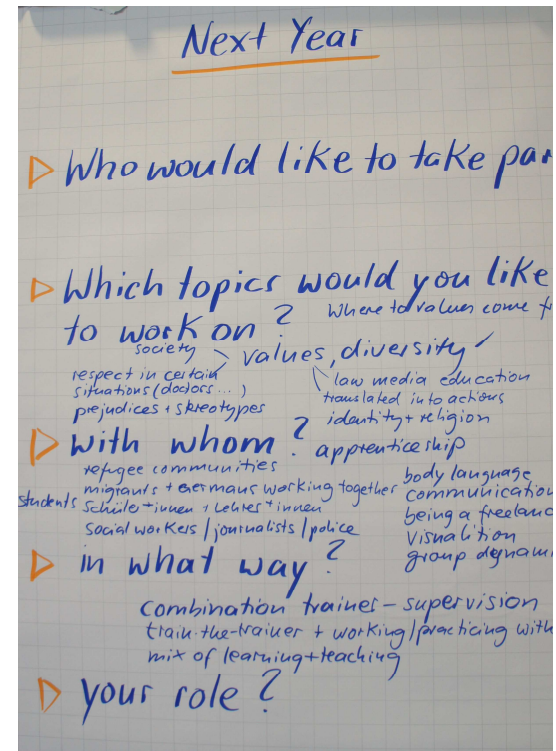 Next Year
Who would like to take par
Which topics would you like
to work on?
Where to values come f
society
values, diversity
respect in certain
situations (doctors ...)
prejudices + stereotypes
law media education
translated into actions
identity + religion
with whom?
apprenticeship
refugee communities
migrants + Germans working together
students schüler+innen + Lehrer+innen
social workers / journalists / police
body language
communication
being a freelanc
visualition
group dynami
in what way?
combination trainer - supervision
train-the-trainer + working/practicing with
mix of learning + teaching
your role?